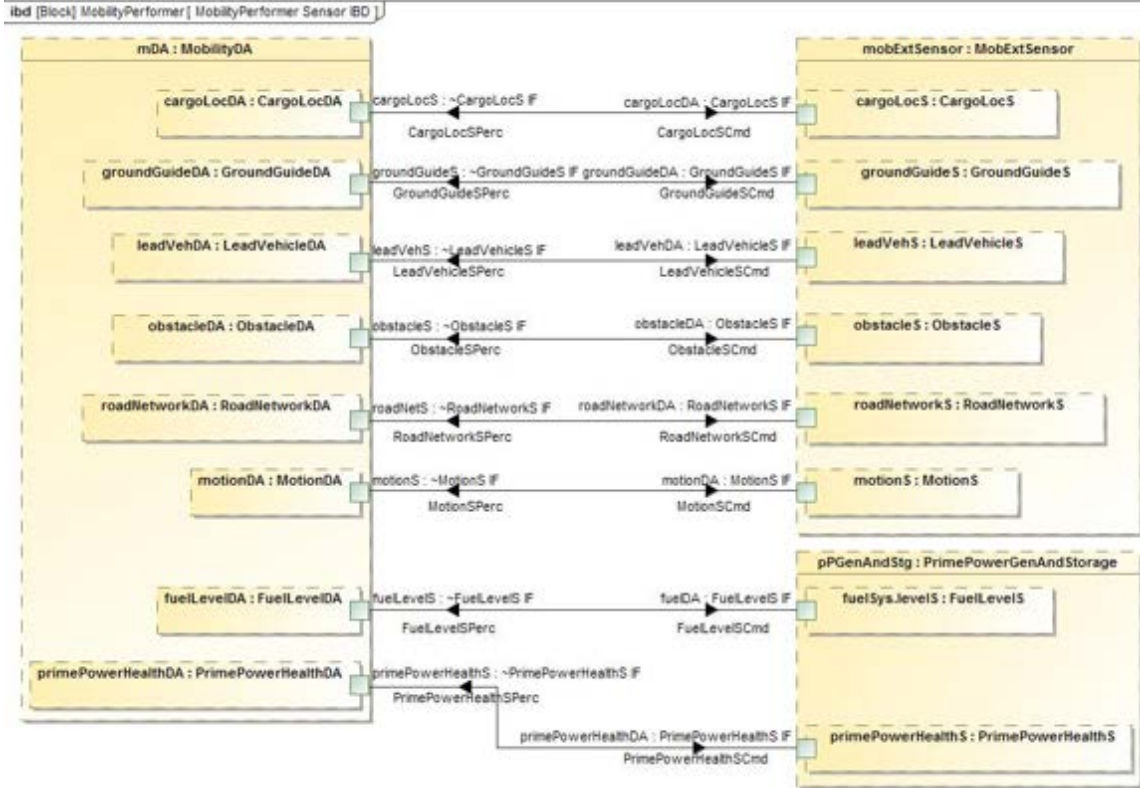 ibd [Block] MobilityPerformer [ MobilityPerformer Sensor IBD ]
mDA : MobilityDA
mobExtSensor : MobExtSensor
cargoLocDA : CargoLocDA
cargoLocS : ~CargoLocS IF
cargoLocDA : CargoLocS IF
cargoLocS : CargoLocS
CargoLocSPerc
CargoLocSCmd
groundGuideDA : GroundGuideDA
groundGuideS : ~GroundGuideS IF
groundGuideDA : GroundGuideS IF
groundGuideS : GroundGuideS
GroundGuideSPerc
GroundGuideSCmd
leadVehDA : LeadVehicleDA
leadVehS : ~LeadVehicleS IF
leadVehDA : LeadVehicleS IF
leadVehS : LeadVehicleS
LeadVehicleSPerc
LeadVehicleSCmd
obstacleDA : ObstacleDA
obstacleS : ~ObstacleS IF
obstacleDA : ObstacleS IF
obstacleS : ObstacleS
ObstacleSPerc
ObstacleSCmd
roadNetworkDA : RoadNetworkDA
roadNetS : ~RoadNetworkS IF
roadNetworkDA : RoadNetworkS IF
roadNetworkS : RoadNetworkS
RoadNetworkSPerc
RoadNetworkSCmd
motionDA : MotionDA
motionS : ~MotionS IF
motionDA : MotionS IF
motionS : MotionS
MotionSPerc
MotionSCmd
pPGenAndStg : PrimePowerGenAndStorage
fuelLevelDA : FuelLevelDA
fuelLevelS : ~FuelLevelS IF
fuelDA : FuelLevelS IF
fuelSys.levelS : FuelLevelS
FuelLevelSPerc
FuelLevelSCmd
primePowerHealthDA : PrimePowerHealthDA
primePowerHealthS : ~PrimePowerHealthS IF
PrimePowerHealthSPerc
primePowerHealthDA : PrimePowerHealthS IF
primePowerHealthS : PrimePowerHealthS
PrimePowerHealthSCmd